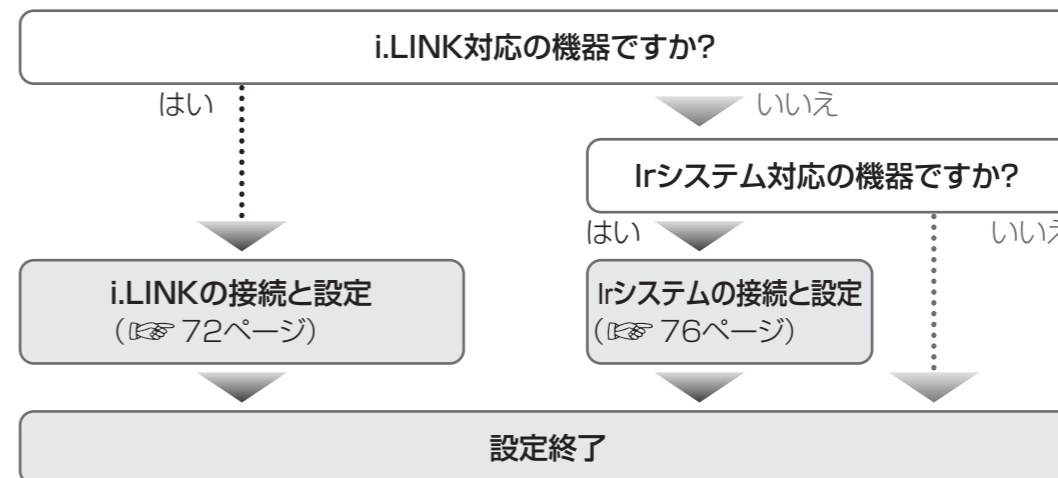 i.LINK対応の機器ですか?
はい
いいえ
Irシステム対応の機器ですか?
はい
いいえ
i.LINKの接続と設定
(☞ 72ページ)
Irシステムの接続と設定
(☞ 76ページ)
設定終了